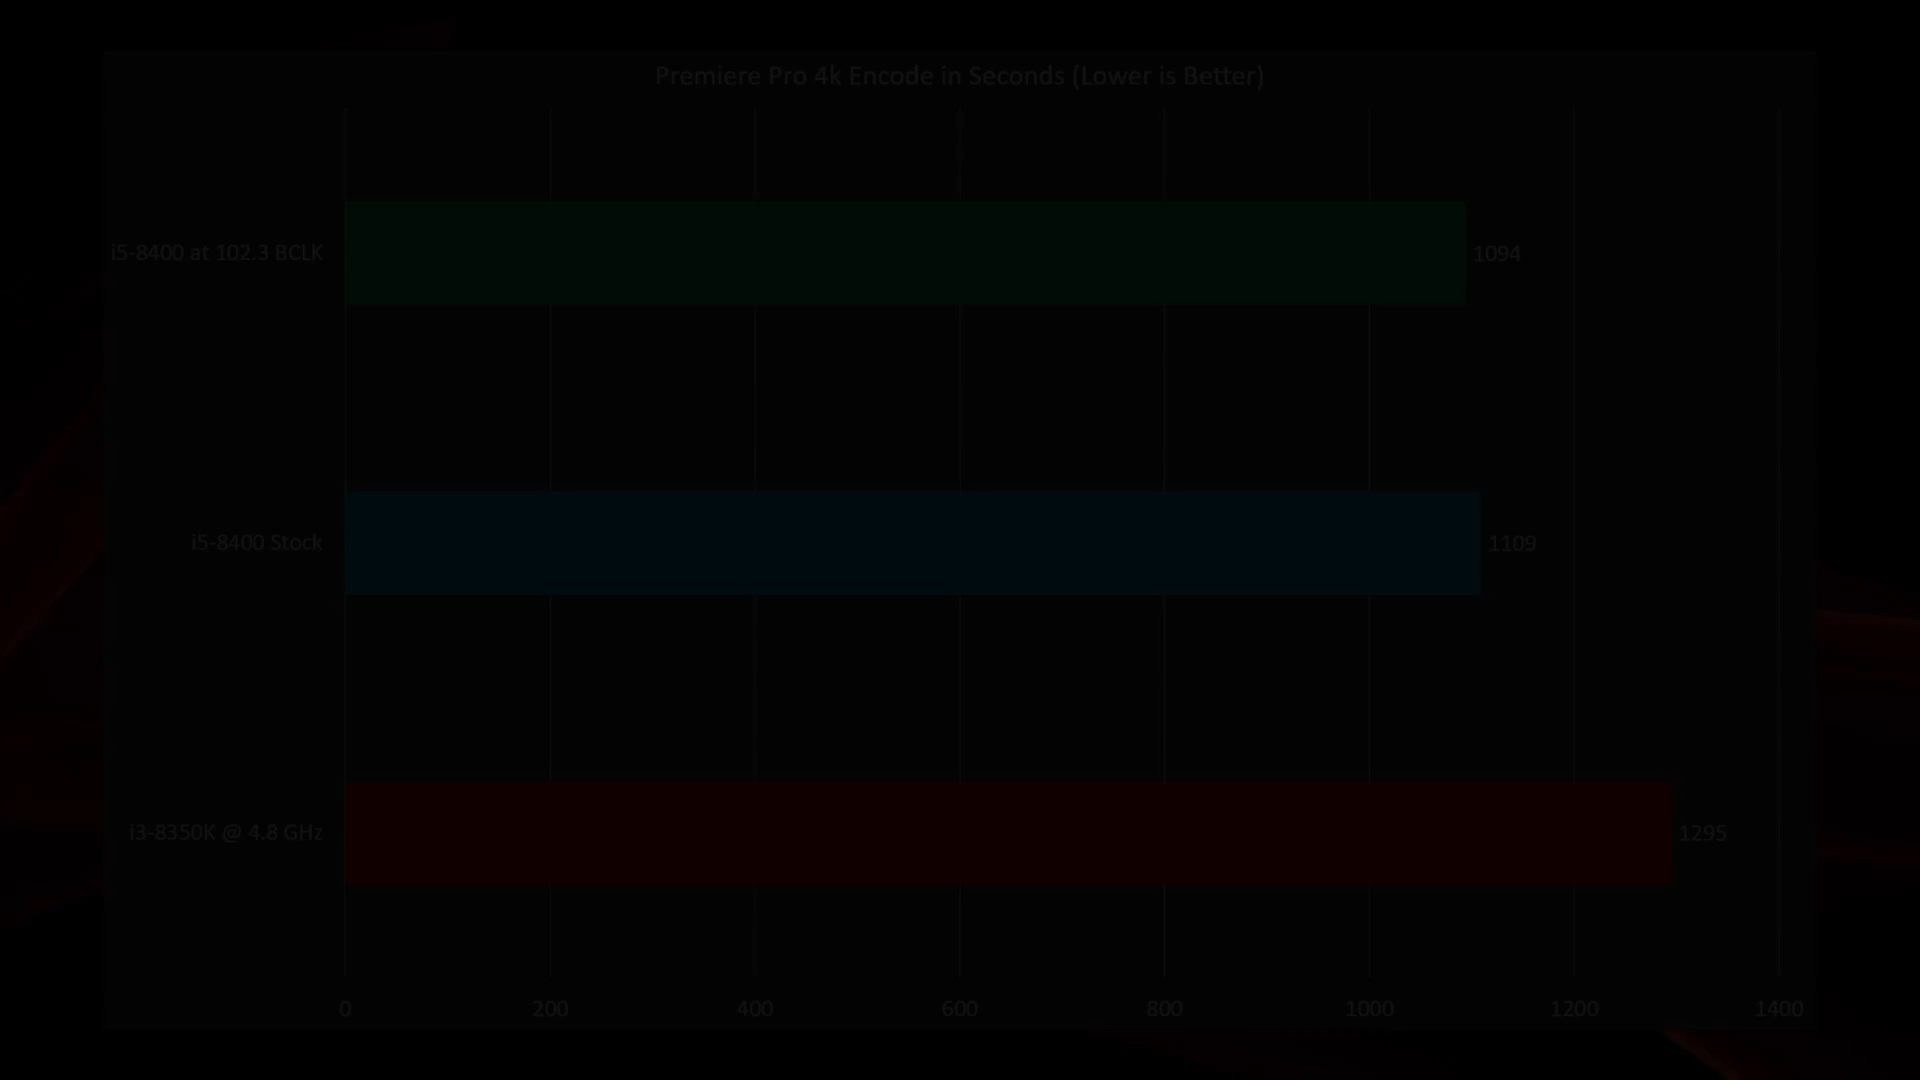 Premiere Pro 4k Encode in Seconds (Lower is Better)
i5-8400 at 102.3 BCLK
1094
i5-8400 Stock
1109
i3-8350K @ 4.8 GHz
1295
0 200 400 600 800 1000 1200 1400